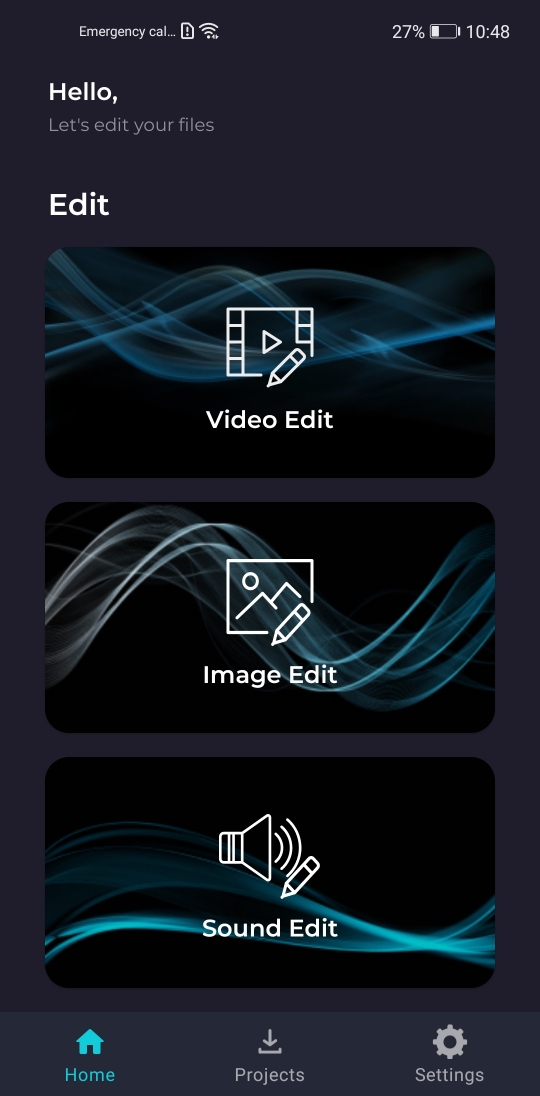 Emergency cal...
27% 10:48
Hello,
Let's edit your files
Edit
Video Edit
Image Edit
Sound Edit
Home Projects Settings